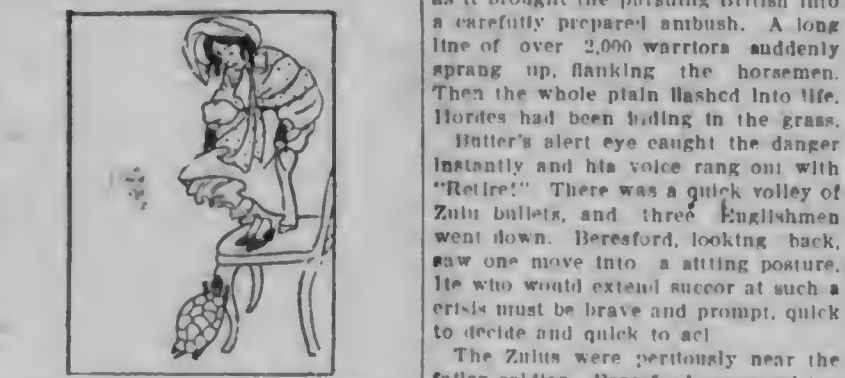 as it brought the pursuing British into
a carefully prepared ambush. A long
line of over 2,000 warriors suddenly
sprang up, flanking the horsemen.
Then the whole plain flashed into life.
Hordes had been hiding in the grass.
Butter's alert eye caught the danger
instantly and his voice rang out with
"Retire!" There was a quick volley of
Zulu bullets, and three Englishmen
went down. Beresford, looking back,
saw one move into a sitting posture.
He who would extend succor at such a
crisis must be brave and prompt, quick
to decide and quick to act
The Zulus were perilously near the